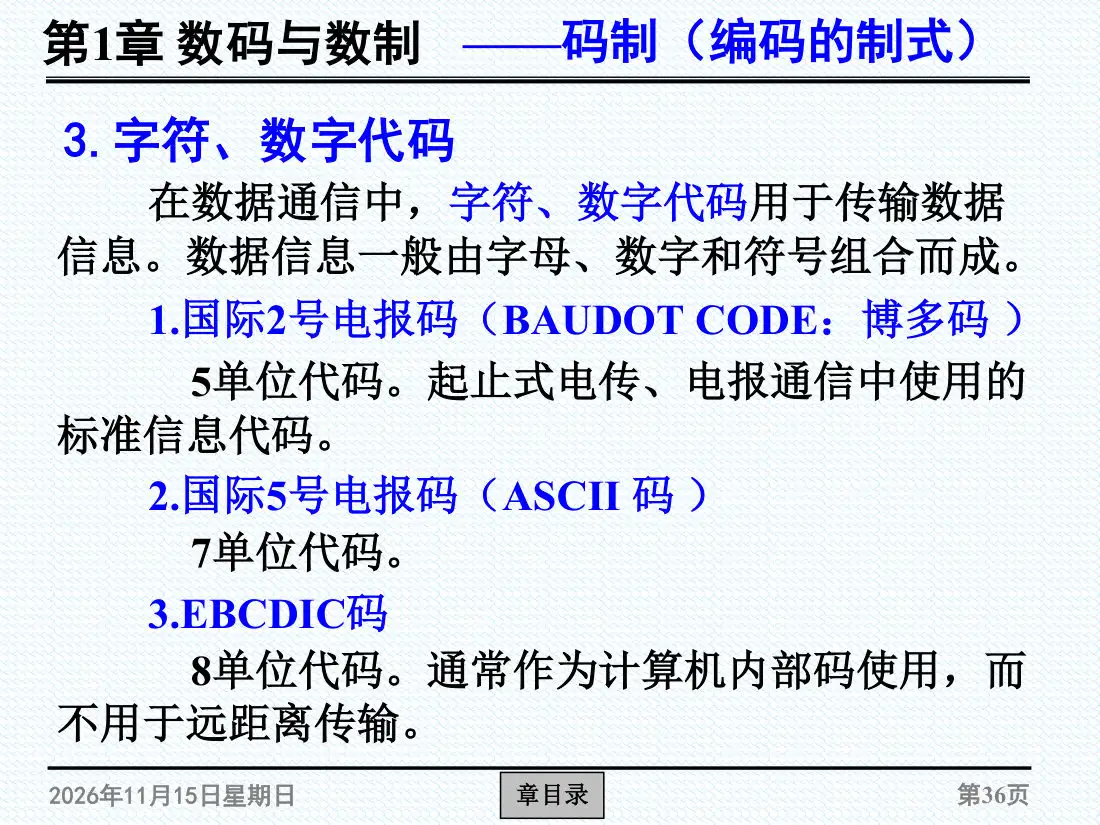 第1章 数码与数制 ——码制（编码的制式）
3.字符、数字代码
在数据通信中，字符、数字代码用于传输数据
信息。数据信息一般由字母、数字和符号组合而成。
1.国际2号电报码（BAUDOT CODE：博多码 ）
5单位代码。起止式电传、电报通信中使用的
标准信息代码。
2.国际5号电报码（ASCII 码 ）
7单位代码。
3.EBCDIC码
8单位代码。通常作为计算机内部码使用，而
不用于远距离传输。
2026年11月15日星期日 章目录 第36页